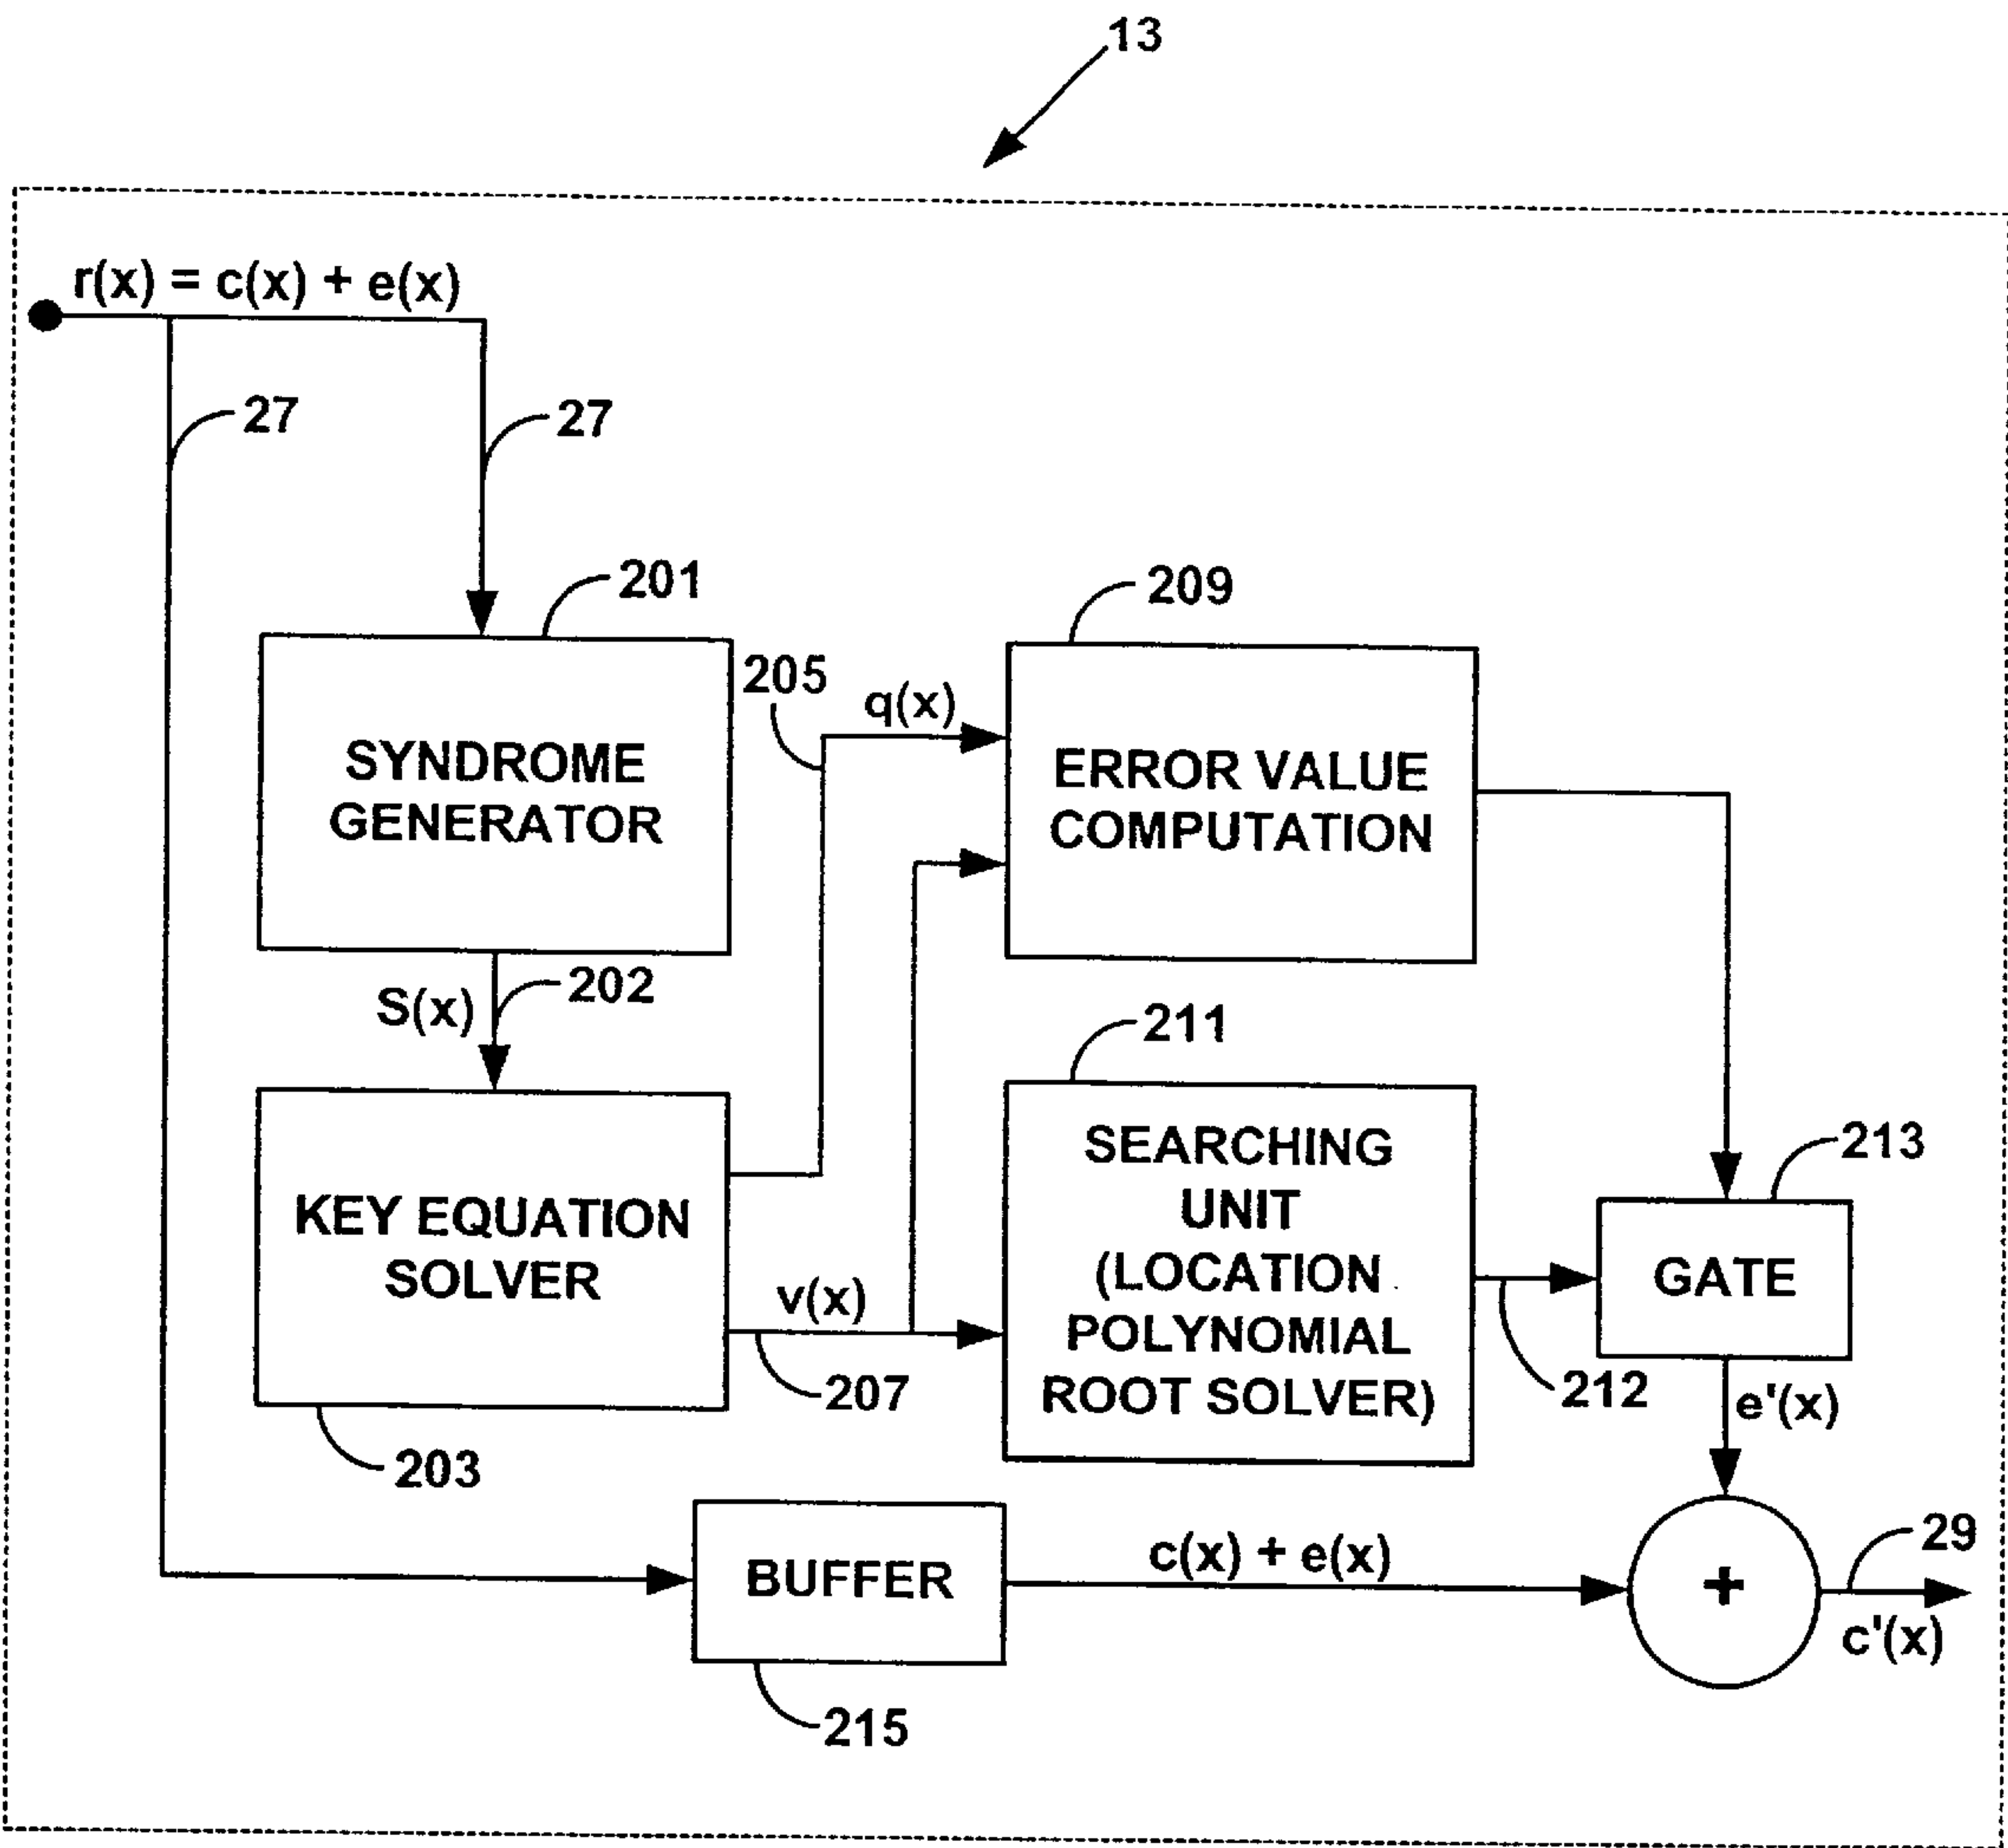 13
r(x) = c(x) + e(x)
27
27
201
209
205
q(x)
SYNDROME
GENERATOR
ERROR VALUE
COMPUTATION
S(x)
202
211
213
KEY EQUATION
SOLVER
SEARCHING
UNIT
(LOCATION
POLYNOMIAL
ROOT SOLVER)
GATE
v(x)
207
212
e'(x)
203
BUFFER
c(x) + e(x)
+
29
c'(x)
215